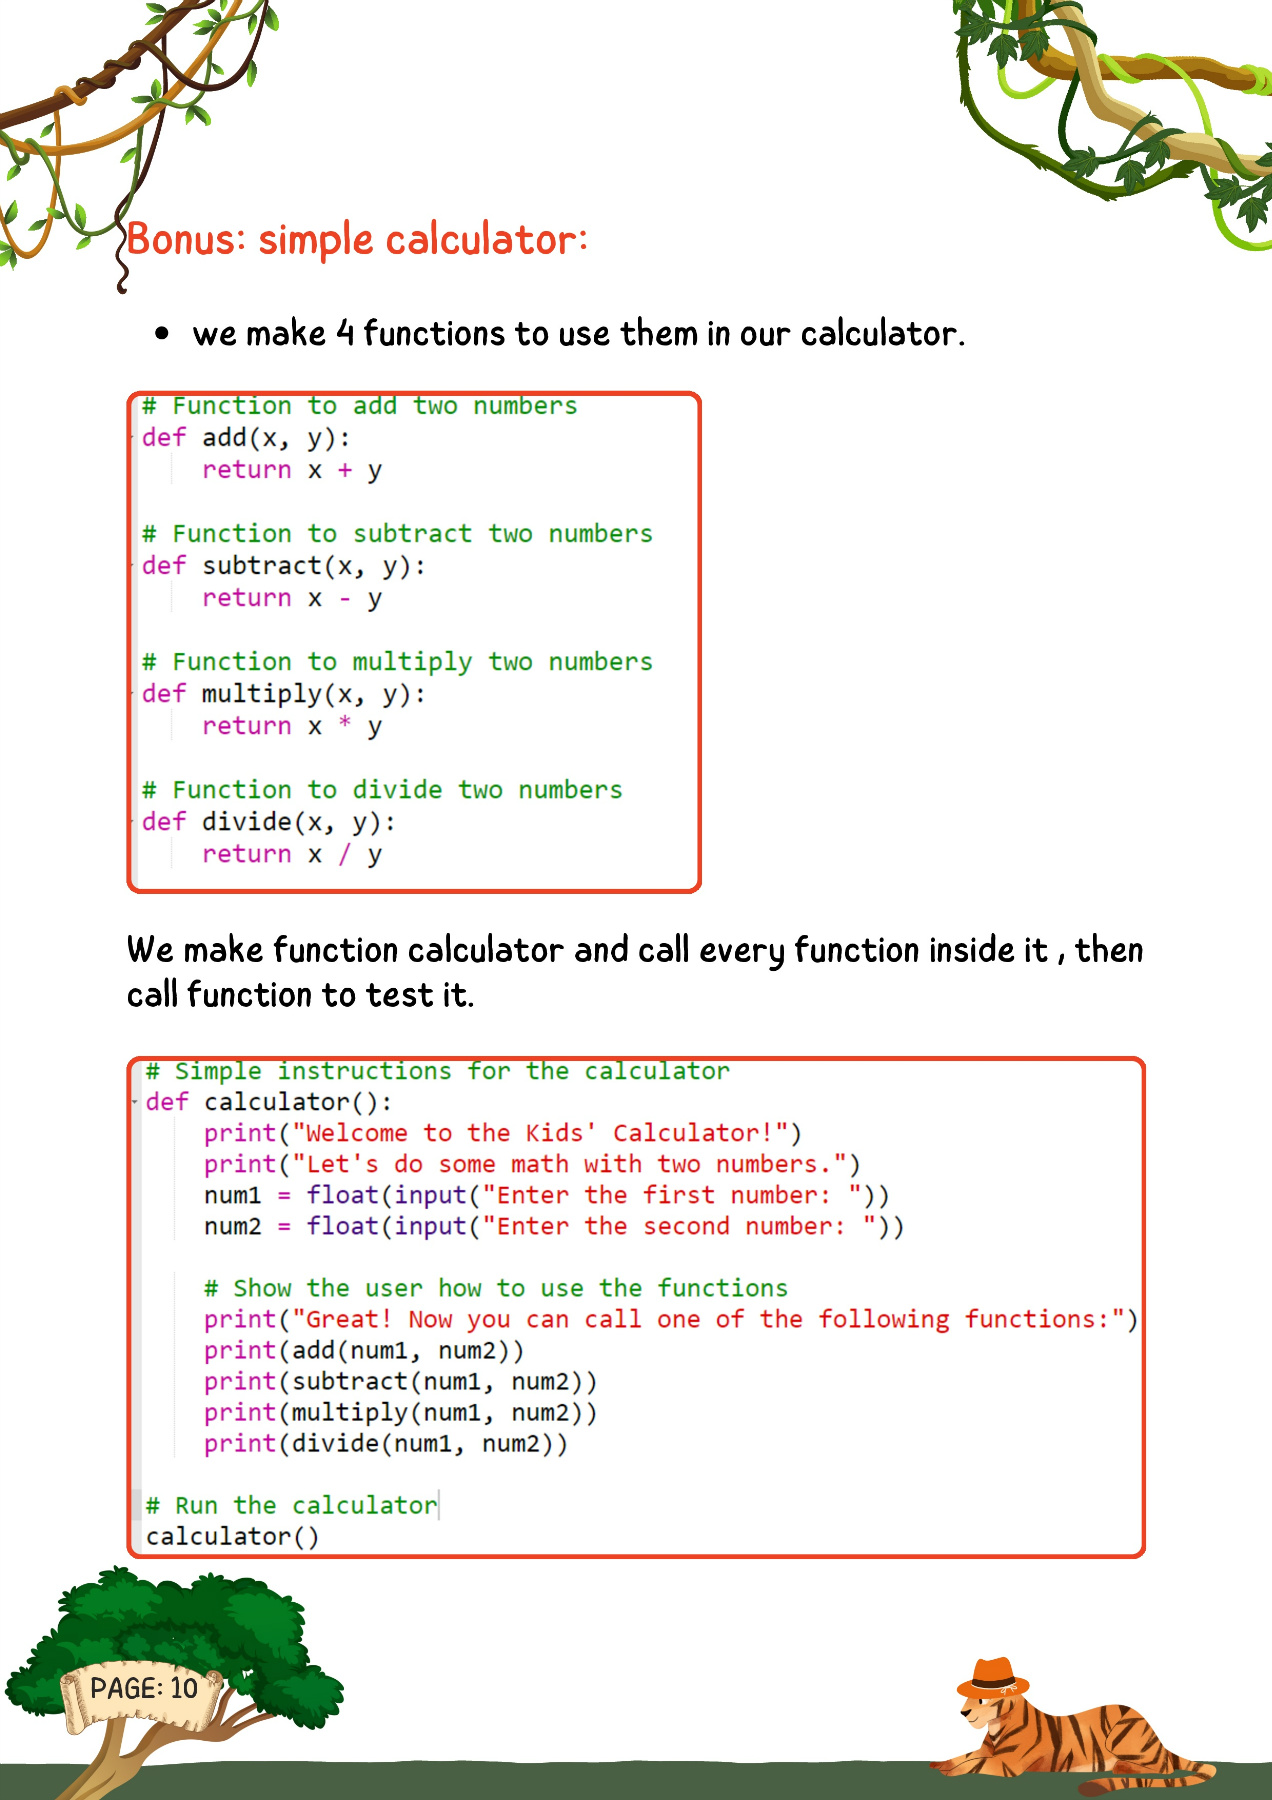 Bonus: simple calculator:
• we make 4 functions to use them in our calculator.
# Function to add two numbers
def add(x, y):
    return x + y

# Function to subtract two numbers
def subtract(x, y):
    return x - y

# Function to multiply two numbers
def multiply(x, y):
    return x * y

# Function to divide two numbers
def divide(x, y):
    return x / y

We make function calculator and call every function inside it , then
call function to test it.
# Simple instructions for the calculator
def calculator():
    print("Welcome to the Kids' Calculator!")
    print("Let's do some math with two numbers.")
    num1 = float(input("Enter the first number: "))
    num2 = float(input("Enter the second number: "))

    # Show the user how to use the functions
    print("Great! Now you can call one of the following functions:")
    print(add(num1, num2))
    print(subtract(num1, num2))
    print(multiply(num1, num2))
    print(divide(num1, num2))

# Run the calculator
calculator()
PAGE: 10